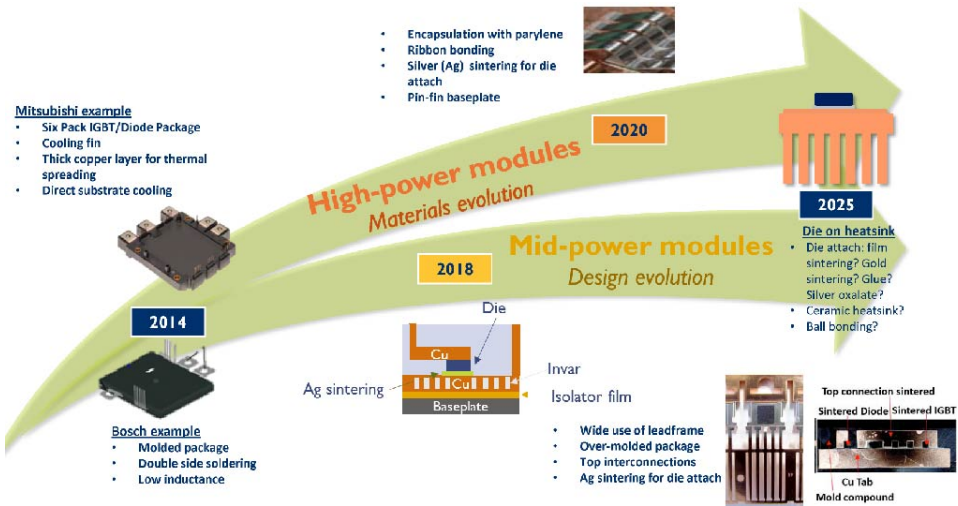 Encapsulation with parylene
Ribbon bonding
Silver (Ag) sintering for die
attach
Pin-fin baseplate
Mitsubishi example
Six Pack IGBT/Diode Package
Cooling fin
Thick copper layer for thermal
spreading
Direct substrate cooling
2020
High-power modules
Materials evolution
2025
Die on heatsink
Die attach: film
sintering? Gold
sintering? Glue?
Silver oxalate?
Ceramic heatsink?
Ball bonding?
Mid-power modules
Design evolution
2018
2014
Die
Cu
Ag sintering
Cu
Invar
Isolator film
Baseplate
Bosch example
Molded package
Double side soldering
Low inductance
Wide use of leadframe
Over-molded package
Top interconnections
Ag sintering for die attach
Top connection sintered
Sintered Diode
Sintered IGBT
Cu Tab
Mold compound